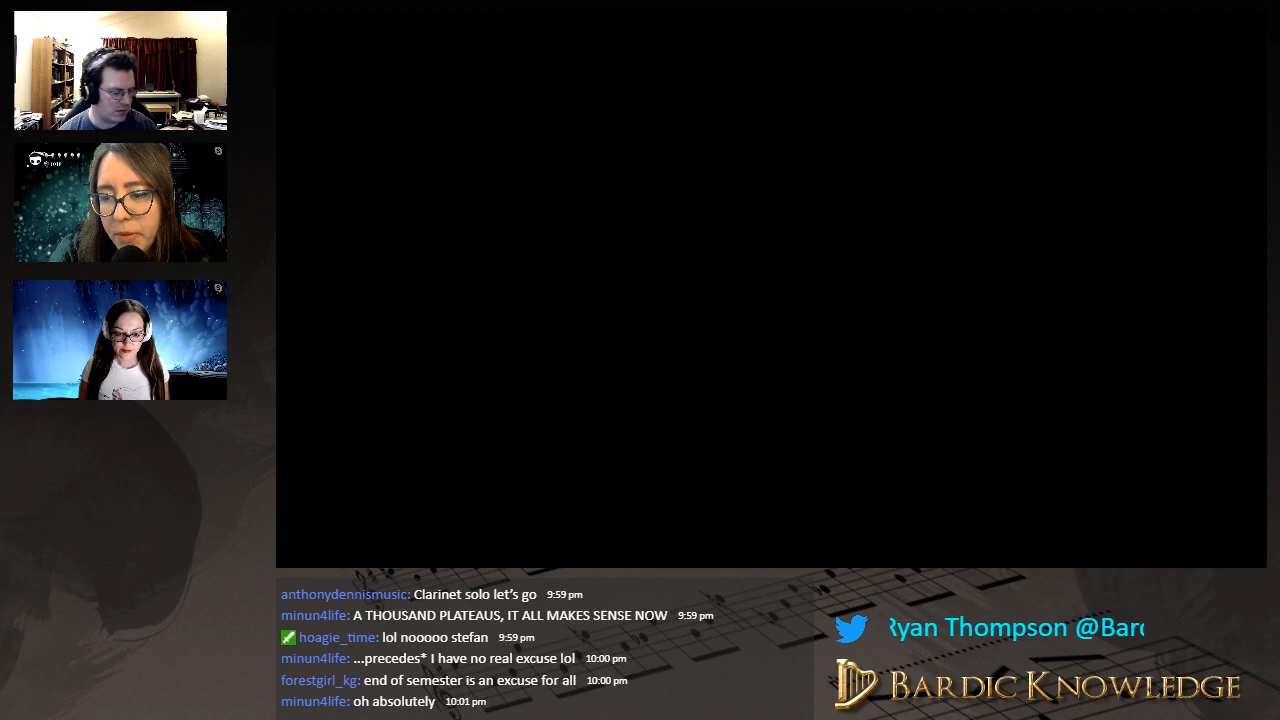 anthonydennismusic: Clarinet solo let's go 9:59 pm
minun4life: A THOUSAND PLATEAUS, IT ALL MAKES SENSE NOW 9:59 pm
hoagie_time: lol nooooo stefan 9:59 pm
minun4life: ...precedes* I have no real excuse lol 10:00 pm
forestgirl_kg: end of semester is an excuse for all 10:00 pm
minun4life: oh absolutely 10:01 pm
Ryan Thompson @Bard
BARDIC KNOWLEDGE